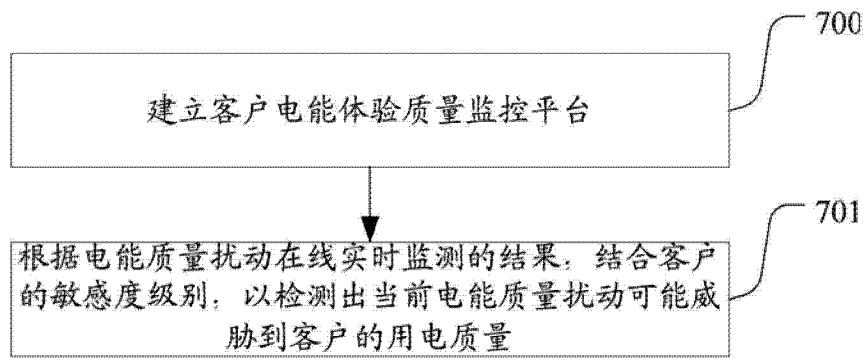 700
建立客户电能体验质量监控平台
701
根据电能质量扰动在线实时监测的结果；结合客户
的敏感度级别；以检测出当前电能质量扰动可能威
胁到客户的用电质量